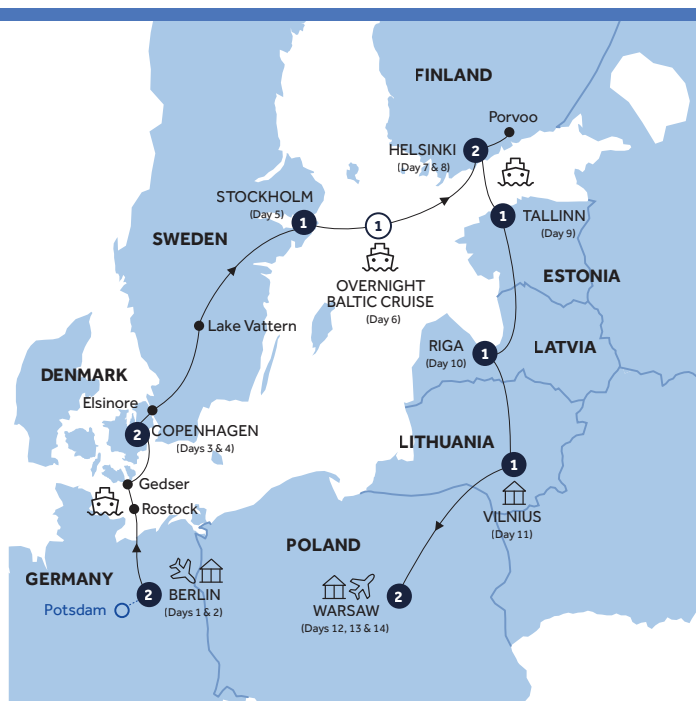 FINLAND
Porvoo
HELSINKI
(Day 7 & 8)
2
STOCKHOLM
(Day 5)
1
1
1
TALLINN
(Day 9)
SWEDEN
OVERNIGHT
BALTIC CRUISE
(Day 6)
ESTONIA
Lake Vattern
RIGA
(Day 10)
1
LATVIA
DENMARK
Elsinore
2
COPENHAGEN
(Days 3 & 4)
LITHUANIA
1
Gedser
Rostock
VILNIUS
(Day 11)
POLAND
GERMANY
2
BERLIN
(Days 1 & 2)
Potsdam
WARSAW
(Days 12, 13 & 14)
2